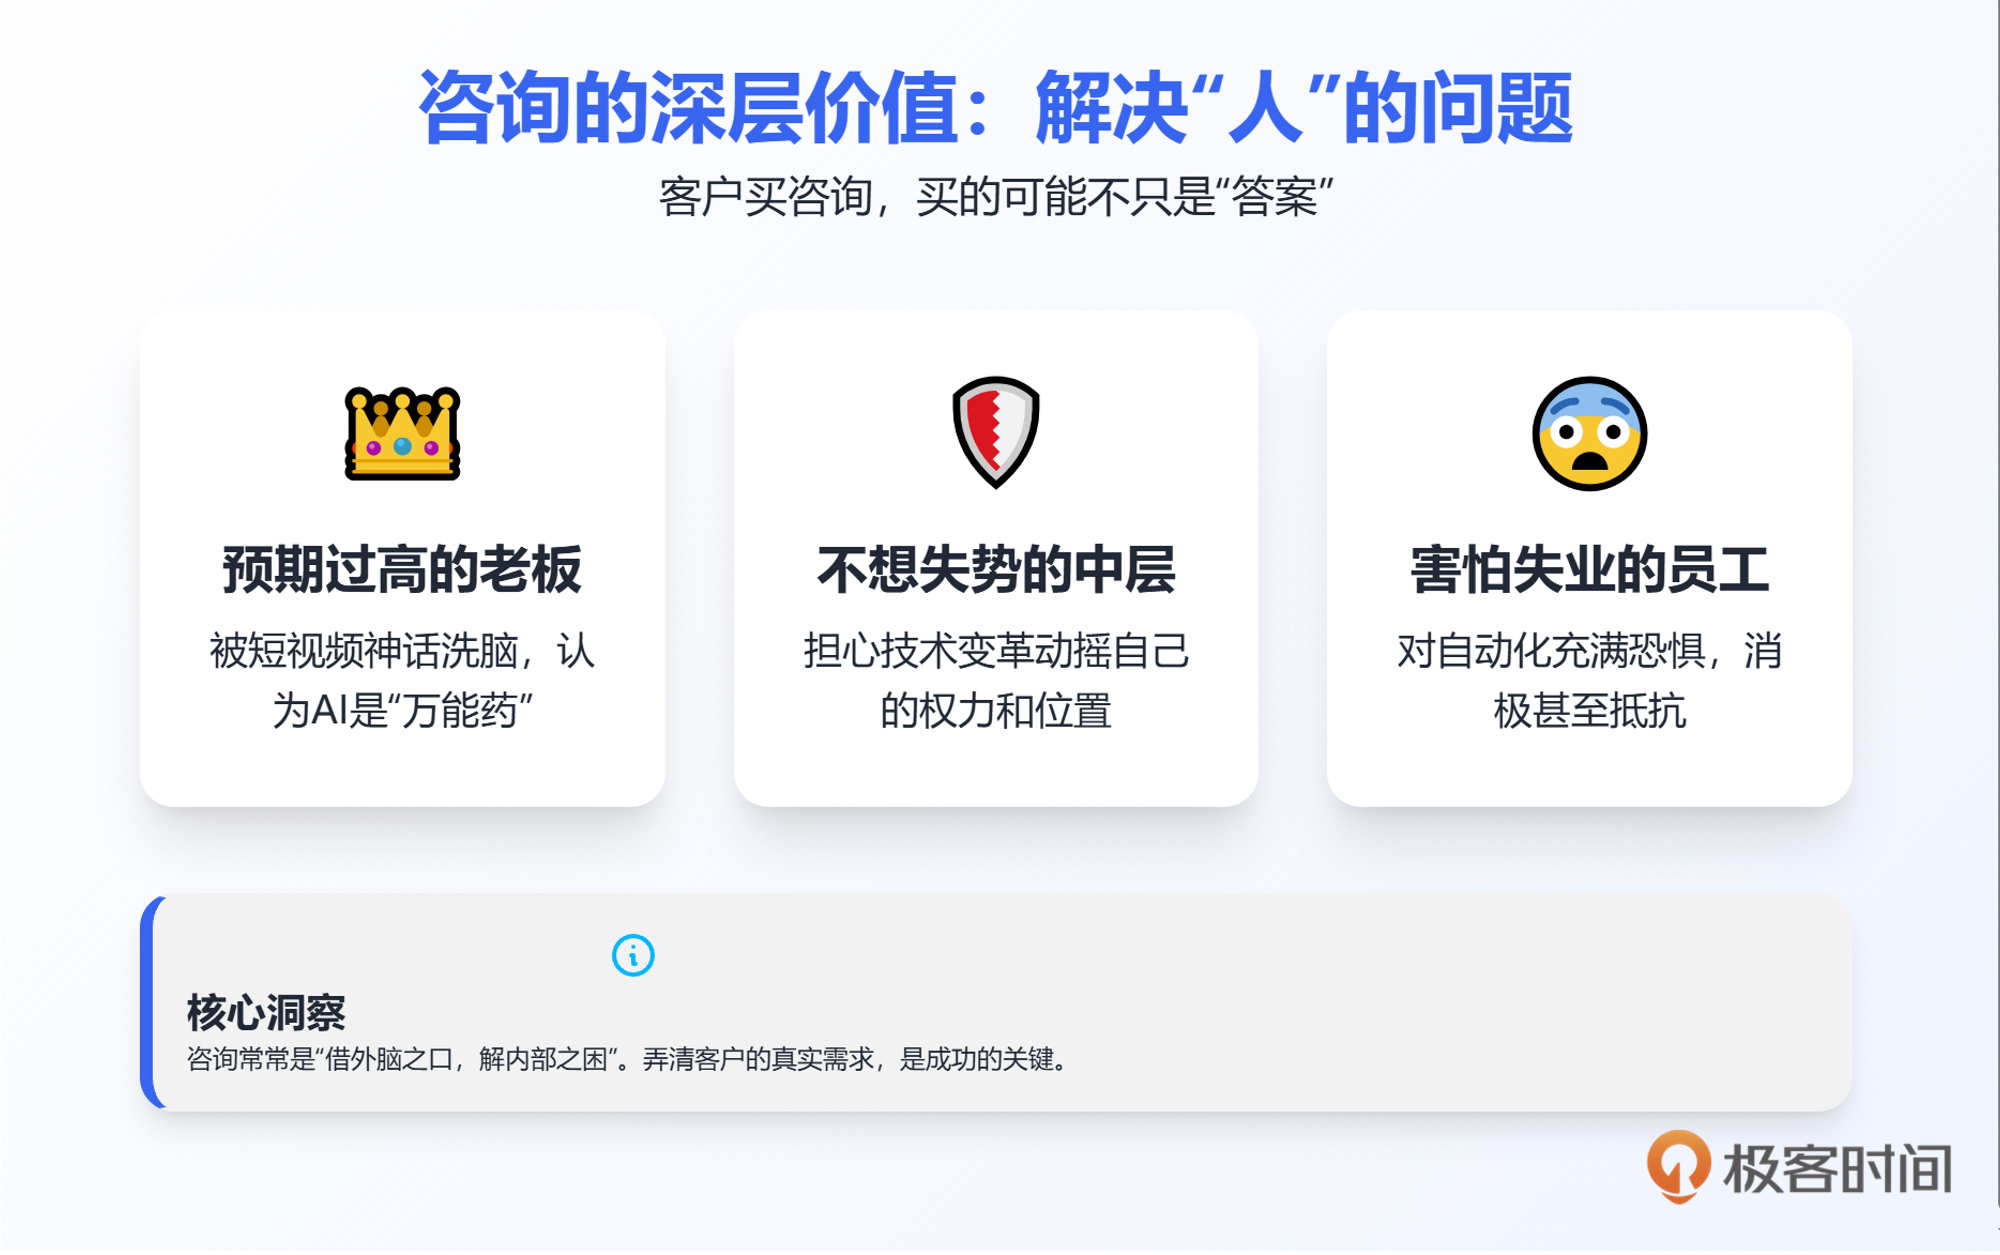 咨询的深层价值：解决“人”的问题
客户买咨询，买的可能不只是“答案”
预期过高的老板
被短视频神话洗脑，认
为AI是“万能药”
不想失势的中层
担心技术变革动摇自己
的权力和位置
害怕失业的员工
对自动化充满恐惧，消
极甚至抵抗
核心洞察
咨询常常是“借外脑之口，解内部之困”。弄清客户的真实需求，是成功的关键。
极客时间